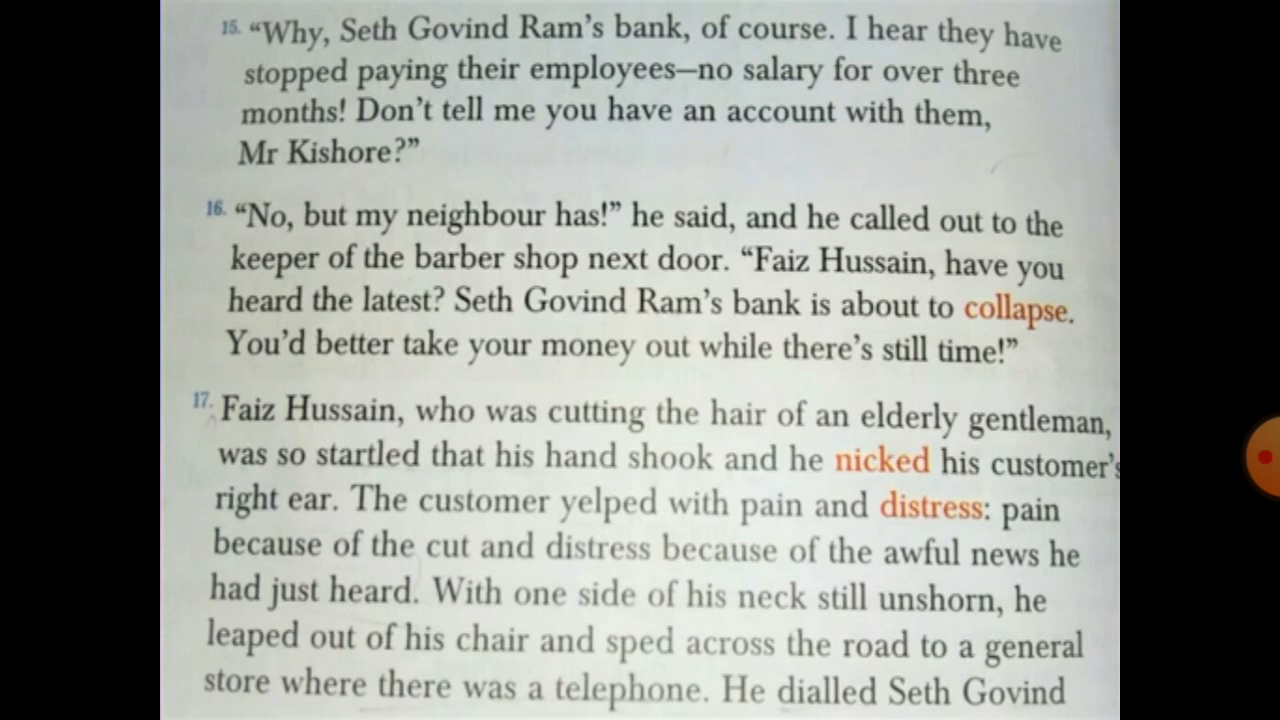 15. “Why, Seth Govind Ram’s bank, of course. I hear they have
stopped paying their employees—no salary for over three
months! Don’t tell me you have an account with them,
Mr Kishore?”
16. “No, but my neighbour has!” he said, and he called out to the
keeper of the barber shop next door. “Faiz Hussain, have you
heard the latest? Seth Govind Ram’s bank is about to collapse.
You’d better take your money out while there’s still time!”
17. Faiz Hussain, who was cutting the hair of an elderly gentleman,
was so startled that his hand shook and he nicked his customer’s
right ear. The customer yelped with pain and distress: pain
because of the cut and distress because of the awful news he
had just heard. With one side of his neck still unshorn, he
leaped out of his chair and sped across the road to a general
store where there was a telephone. He dialled Seth Govind